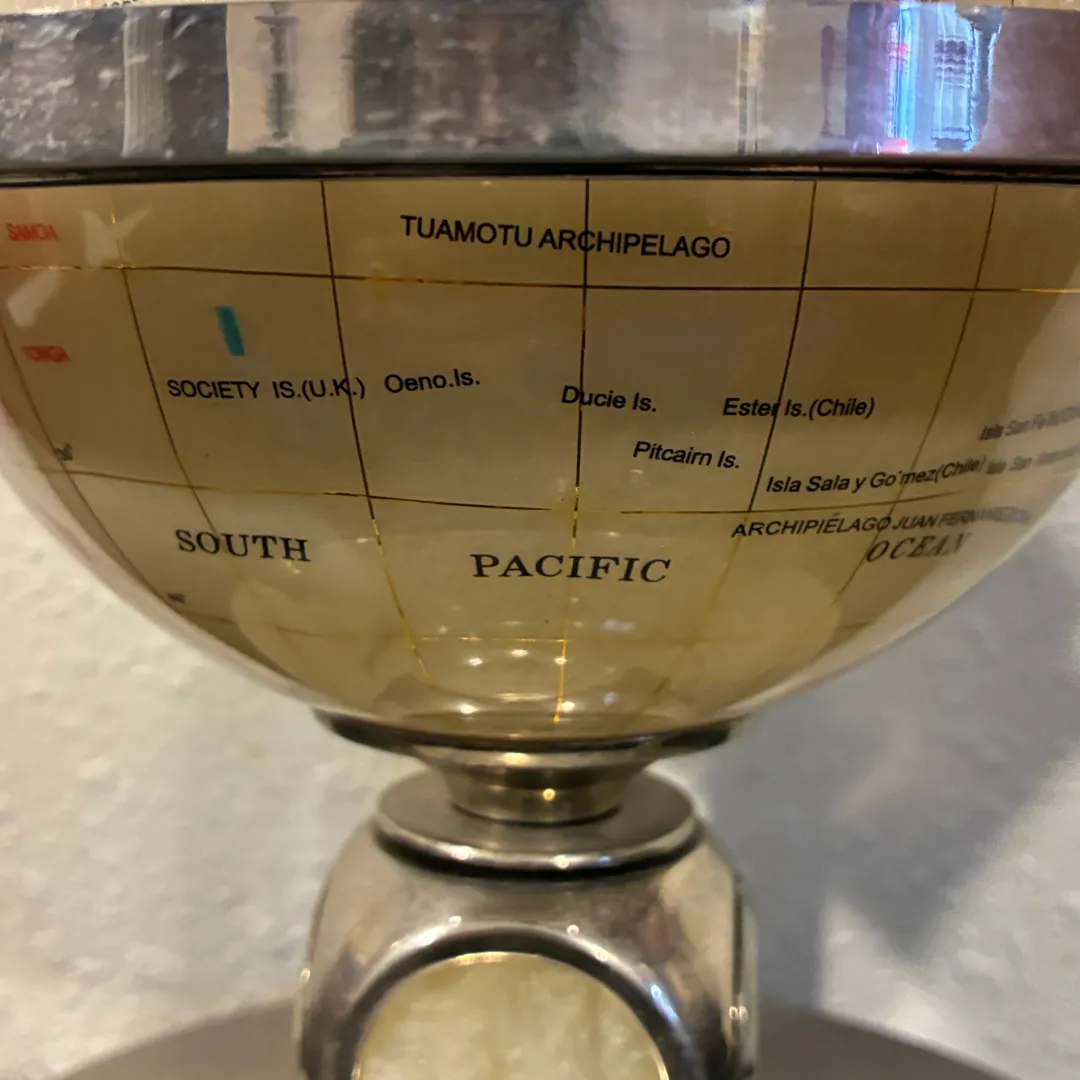 SAMOA
TUAMOTU ARCHIPELAGO
TONGA
SOCIETY IS.(U.K.)
Oeno.Is.
Ducie Is.
Ester Is.(Chile)
Pitcairn Is.
Isla Sala y Go´mez(Chile)
ARCHIPIÉLAGO JUAN
SOUTH PACIFIC OCEAN